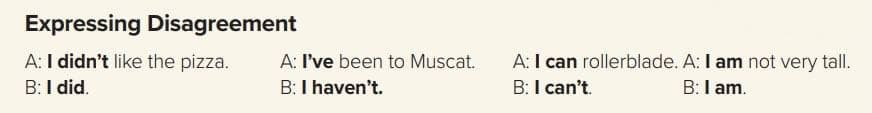 Expressing Disagreement
A: I didn't like the pizza. A: I've been to Muscat. A: I can rollerblade. A: I am not very tall.
B: I did. B: I haven't. B: I can't. B: I am.